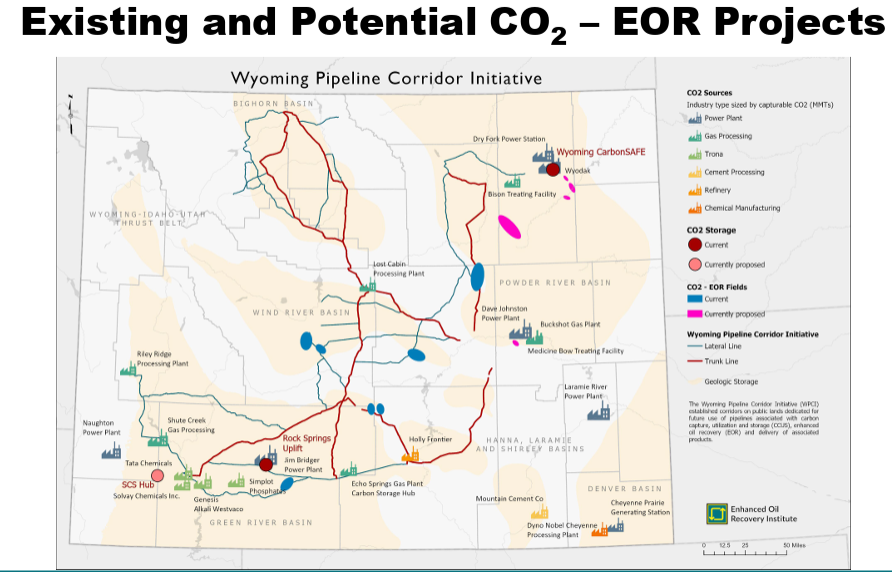 Existing and Potential CO2 – EOR Projects
Wyoming Pipeline Corridor Initiative
BIGHORN BASIN
Dry Fork Power Station
Wyoming CarbonSAFE
Wyodak
Bison Treating Facility
WYOMING-IDAHO-UTAH
THRUST BELT
Lost Cabin
Processing Plant
POWDER RIVER BASIN
WIND RIVER BASIN
Dave Johnston
Power Plant
Buckshot Gas Plant
Medicine Bow Treating Facility
Riley Ridge
Processing Plant
Laramie River
Power Plant
Naughton
Power Plant
Shute Creek
Gas Processing
Rock Springs
Uplift
Jim Bridger
Power Plant
Holly Frontier
HANNA, LARAMIE
AND SHIRLEY BASINS
Tata Chemicals
SCS Hub
Solvay Chemicals Inc.
Genesis
Alkali Westvaco
Simplot
Phosphate
Echo Springs Gas Plant
Carbon Storage Hub
GREEN RIVER BASIN
Mountain Cement Co
DENVER BASIN
Cheyenne Prairie
Generating Station
Dyno Nobel Cheyenne
Processing Plant
CO2 Sources
Industry type sized by capturable CO2 (MMTs)
Power Plant
Gas Processing
Trona
Cement Processing
Refinery
Chemical Manufacturing
CO2 Storage
Current
Currently proposed
CO2 - EOR Fields
Current
Currently proposed
Wyoming Pipeline Corridor Initiative
Lateral Line
Trunk Line
Geologic Storage
The Wyoming Pipeline Corridor Initiative (WPCI)
established corridors on public lands dedicated for
future use of pipelines associated with carbon
capture, utilization and storage (CCUS), enhanced
oil recovery (EOR) and delivery of associated
products.
Enhanced Oil
Recovery Institute
0 12.5 25 50 Miles